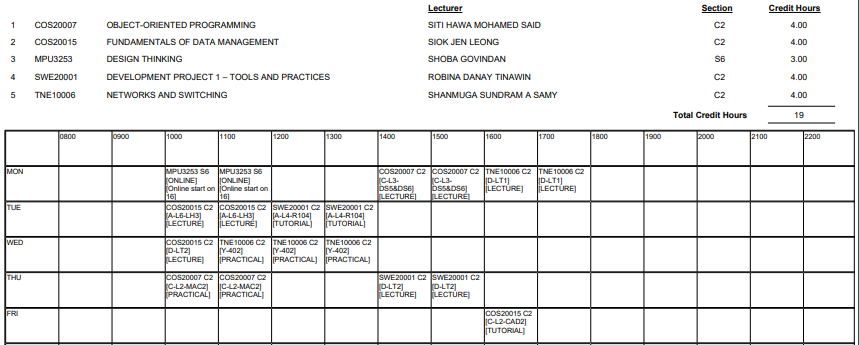 Lecturer Section Credit Hours
1 COS20007 OBJECT-ORIENTED PROGRAMMING SITI HAWA MOHAMED SAID C2 4.00
2 COS20015 FUNDAMENTALS OF DATA MANAGEMENT SIOK JEN LEONG C2 4.00
3 MPU3253 DESIGN THINKING SHOBA GOVINDAN S6 3.00
4 SWE20001 DEVELOPMENT PROJECT 1 – TOOLS AND PRACTICES ROBINA DANAY TINAWIN C2 4.00
5 TNE10006 NETWORKS AND SWITCHING SHANMUGA SUNDRAM A SAMY C2 4.00
Total Credit Hours 19
0800 0900 1000 1100 1200 1300 1400 1500 1600 1700 1800 1900 2000 2100 2200
MON MPU3253 S6 MPU3253 S6 COS20007 C2 COS20007 C2 TNE10006 C2 TNE10006 C2
[ONLINE] [ONLINE] [C-L3- [C-L3- [D-LT1] [D-LT1]
[Online start on [Online start on DS5&DS6] DS5&DS6] [LECTURE] [LECTURE]
16] 16] [LECTURE] [LECTURE]
TUE COS20015 C2 COS20015 C2 SWE20001 C2 SWE20001 C2
[A-L6-LH3] [A-L6-LH3] [A-L4-R104] [A-L4-R104]
[LECTURE] [LECTURE] [TUTORIAL] [TUTORIAL]
WED COS20015 C2 TNE10006 C2 TNE10006 C2 TNE10006 C2
[D-LT2] [Y-402] [Y-402] [Y-402]
[LECTURE] [PRACTICAL] [PRACTICAL] [PRACTICAL]
THU COS20007 C2 COS20007 C2 SWE20001 C2 SWE20001 C2
[C-L2-MAC2] [C-L2-MAC2] [D-LT2] [D-LT2]
[PRACTICAL] [PRACTICAL] [LECTURE] [LECTURE]
FRI COS20015 C2
[C-L2-CAD2]
[TUTORIAL]